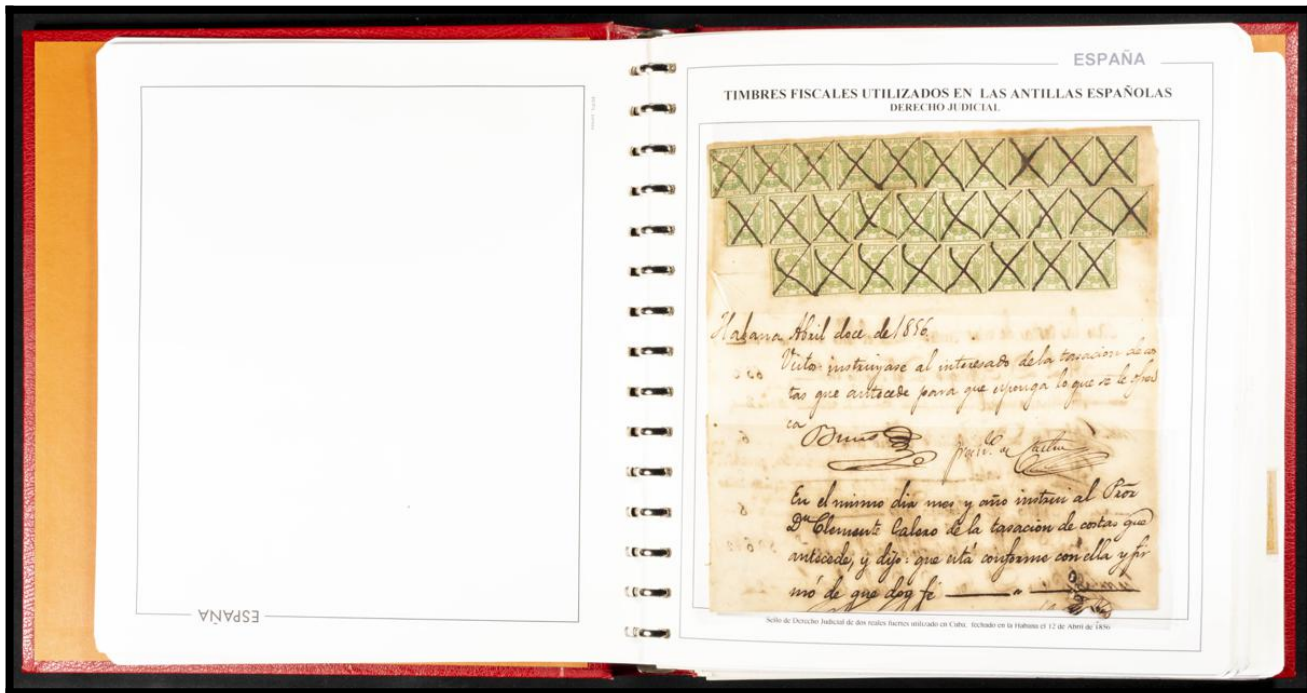 ESPAÑA
ESPAÑA
TIMBRES FISCALES UTILIZADOS EN LAS ANTILLAS ESPAÑOLAS
DERECHO JUDICIAL
Habana Abril doce de 1856
Visto: instruyase al interesado de la tasacion de cos
tas que antecede para que esponga lo que se le ofrez
ca
En el mismo dia mes y año instrui al Pror
Dn Clemente Calero de la tasacion de costas que
antecede, y dijo: que está conforme con ella y fir
mó de que doy fé
Sello de Derecho Judicial de dos reales fuertes utilizado en Cuba, fechado en la Habana el 12 de Abril de 1856